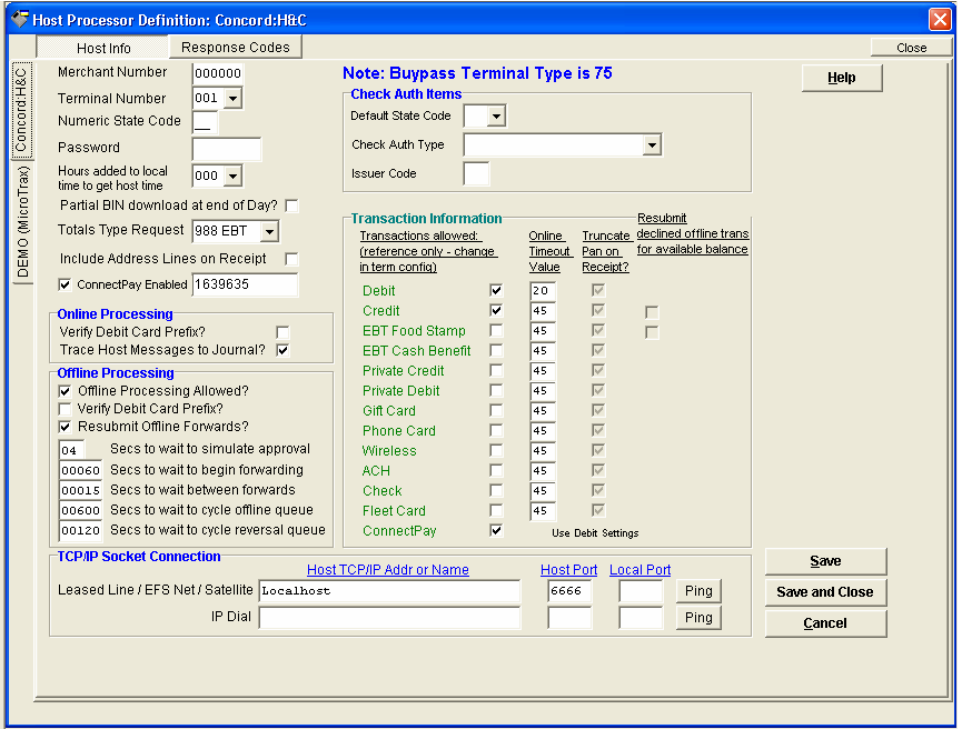 Host Processor Definition: Concord:H&C
Host Info
Response Codes
Close
Concord:H&C
DEMO (MicroTrax)
Merchant Number 000000
Terminal Number 001
Numeric State Code __
Password
Hours added to local
time to get host time 000
Partial BIN download at end of Day?
Totals Type Request 988 EBT
Include Address Lines on Receipt
ConnectPay Enabled 1639635
Note: Buypass Terminal Type is 75
Help
Check Auth Items
Default State Code
Check Auth Type
Issuer Code
Online Processing
Verify Debit Card Prefix?
Trace Host Messages to Journal?
Offline Processing
Offline Processing Allowed?
Verify Debit Card Prefix?
Resubmit Offline Forwards?
04 Secs to wait to simulate approval
00060 Secs to wait to begin forwarding
00015 Secs to wait between forwards
00600 Secs to wait to cycle offline queue
00120 Secs to wait to cycle reversal queue
Transaction Information
Transactions allowed:
(reference only - change
in term config)
Online
Timeout
Value
Truncate
Pan on
Receipt?
Resubmit
declined offline trans
for available balance
Debit 20
Credit 45
EBT Food Stamp 45
EBT Cash Benefit 45
Private Credit 45
Private Debit 45
Gift Card 45
Phone Card 45
Wireless 45
ACH 45
Check 45
Fleet Card 45
ConnectPay Use Debit Settings
TCP/IP Socket Connection
Host TCP/IP Addr or Name Host Port Local Port
Leased Line / EFS Net / Satellite Localhost 6666 Ping
IP Dial Ping
Save
Save and Close
Cancel